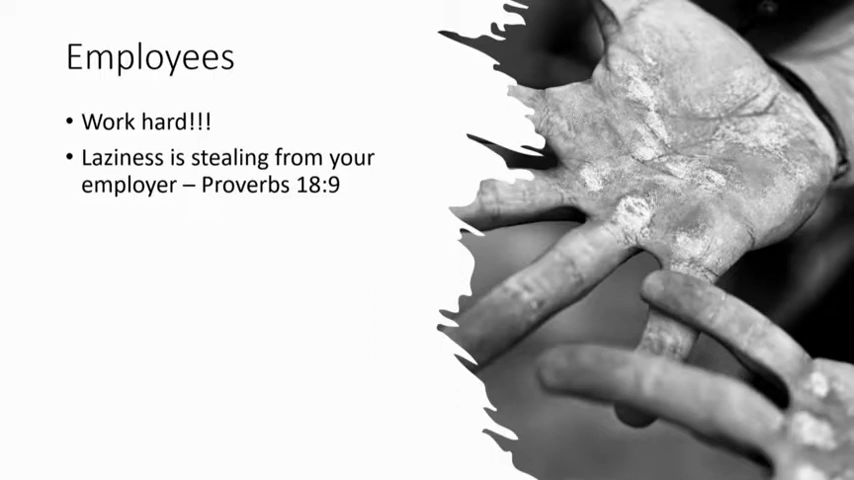 Employees
• Work hard!!!
• Laziness is stealing from your
employer – Proverbs 18:9